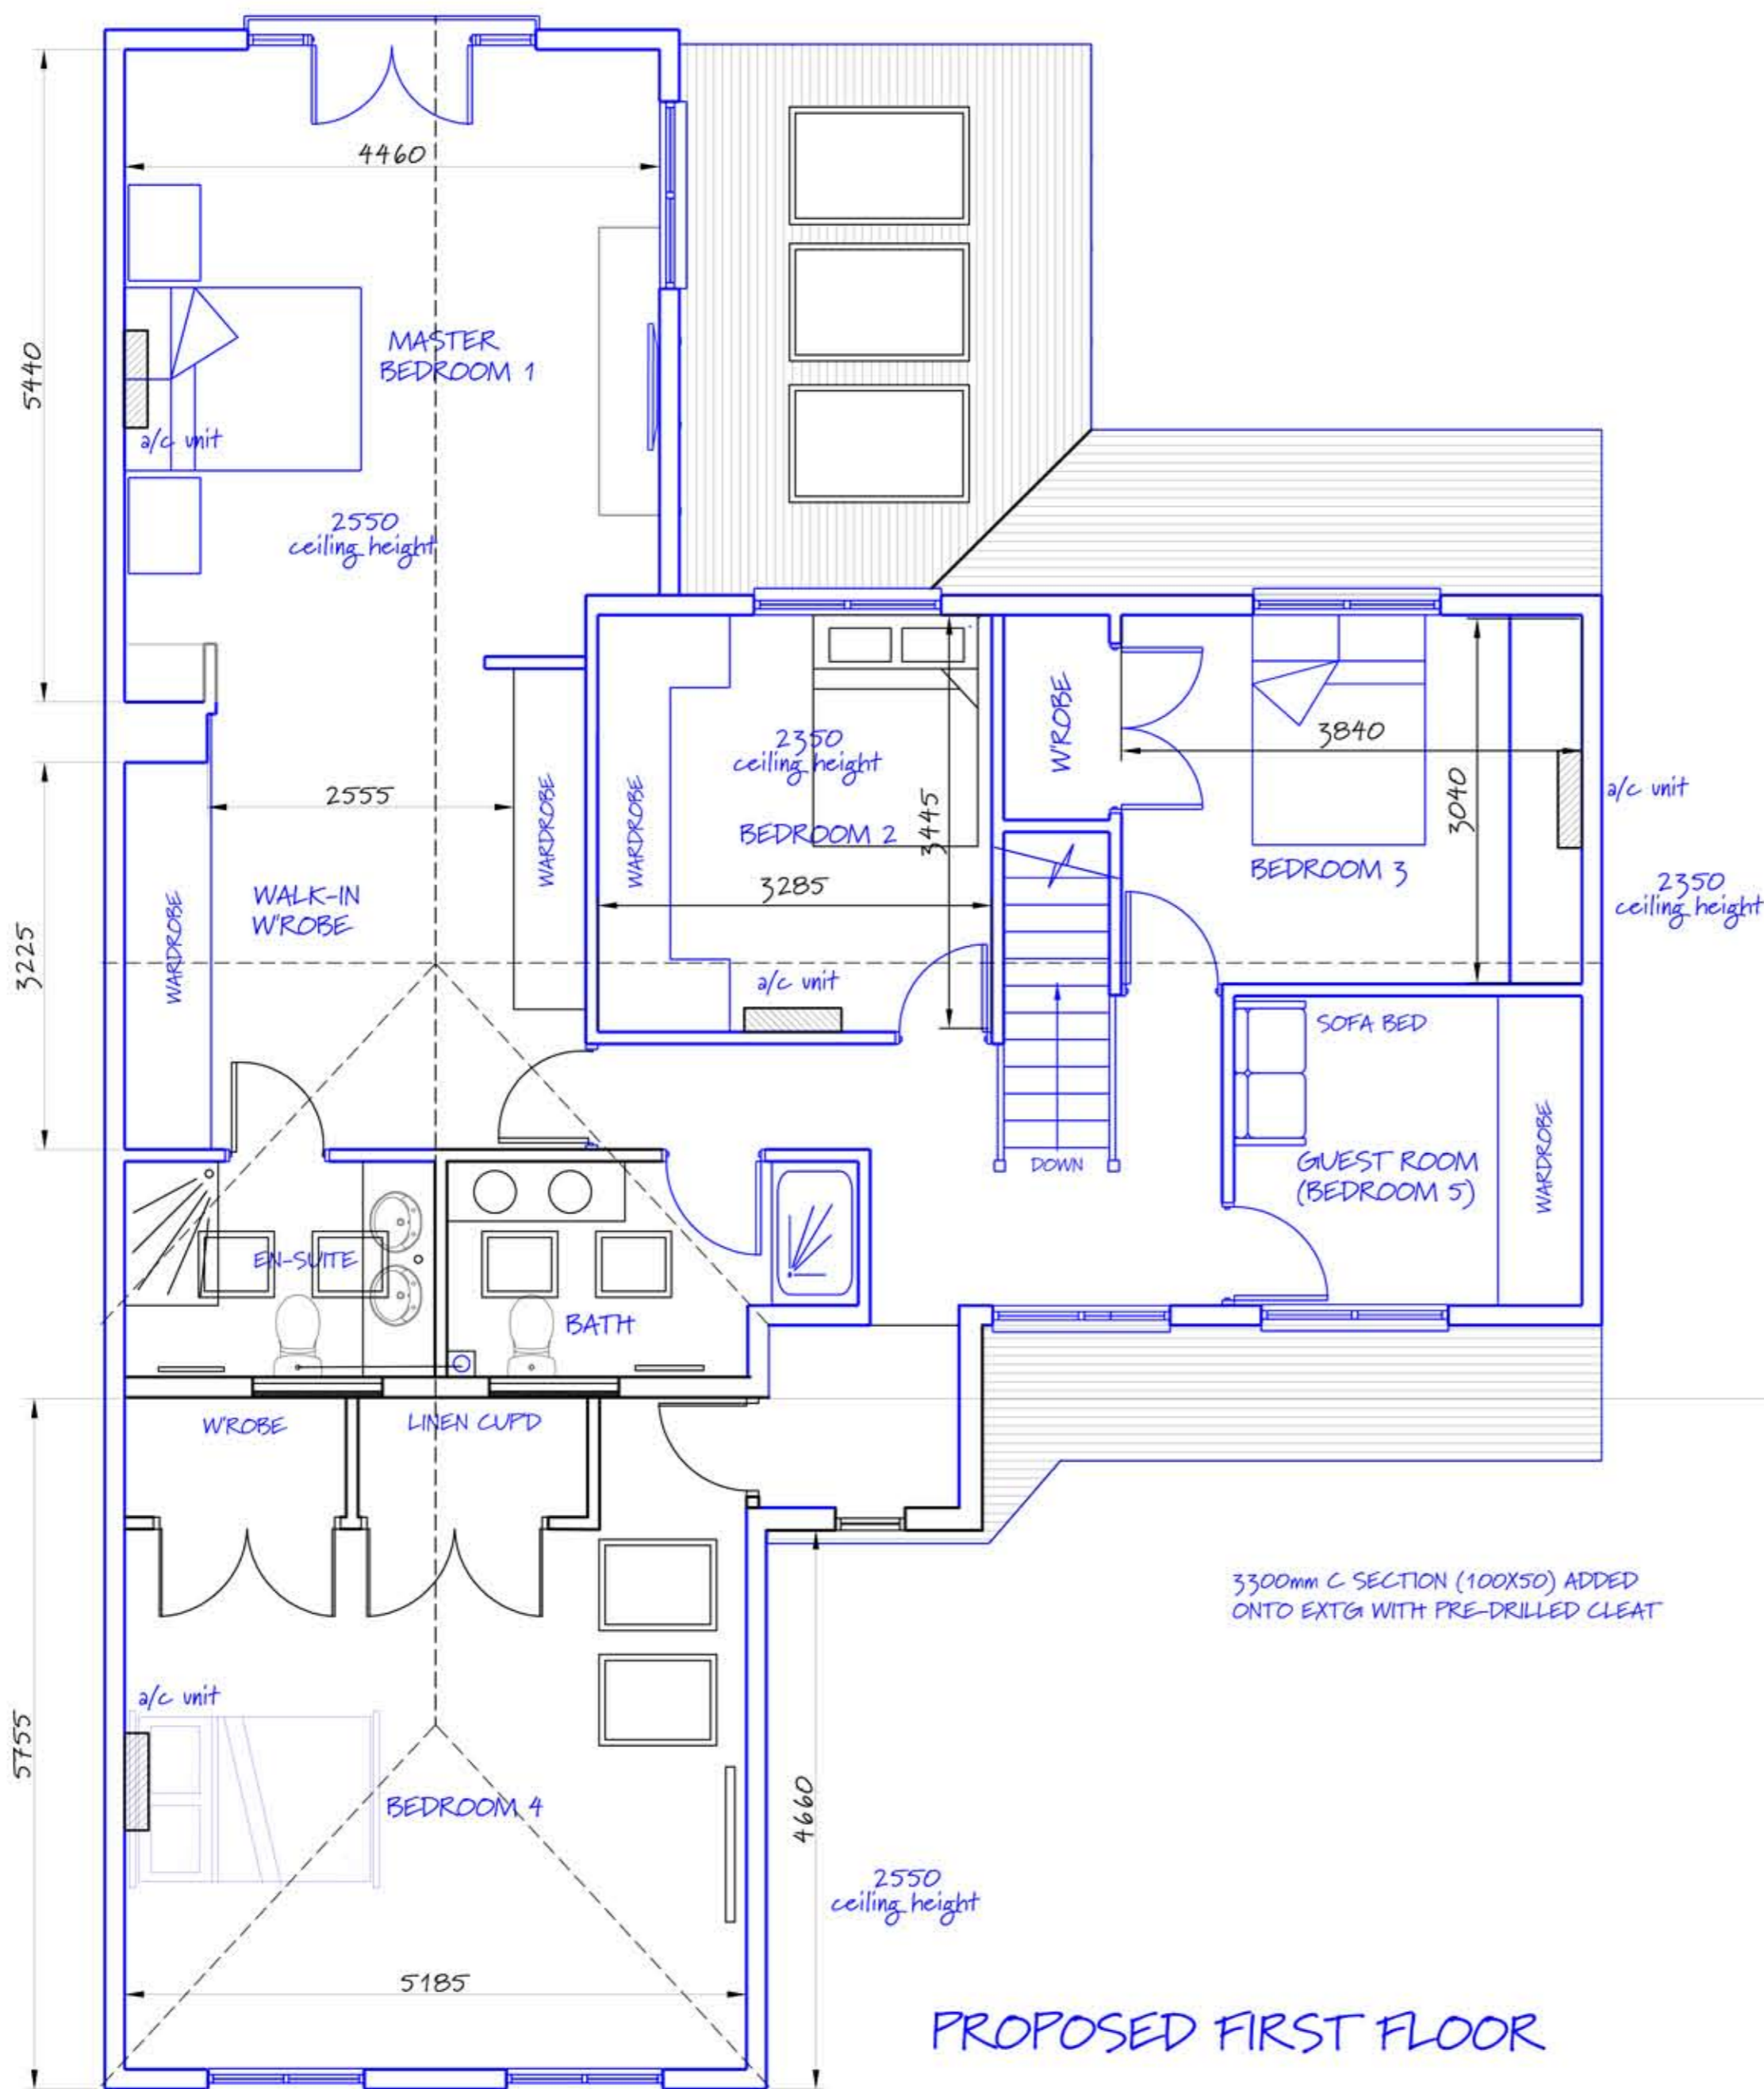 4460
5440
MASTER
BEDROOM 1
a/c unit
2550
ceiling height
W'ROBE
3840
2350
ceiling height
3040
a/c unit
2555
WARDROBE
WARDROBE
3445
BEDROOM 2
BEDROOM 3
3285
2350
ceiling height
WALK-IN
W'ROBE
WARDROBE
3225
a/c unit
SOFA BED
WARDROBE
DOWN
GUEST ROOM
(BEDROOM 5)
EN-SUITE
BATH
W'ROBE
LINEN CUPD
3300mm C SECTION (100X50) ADDED
ONTO EXTG WITH PRE-DRILLED CLEAT
a/c unit
5755
BEDROOM 4
4660
2550
ceiling height
5185
PROPOSED FIRST FLOOR